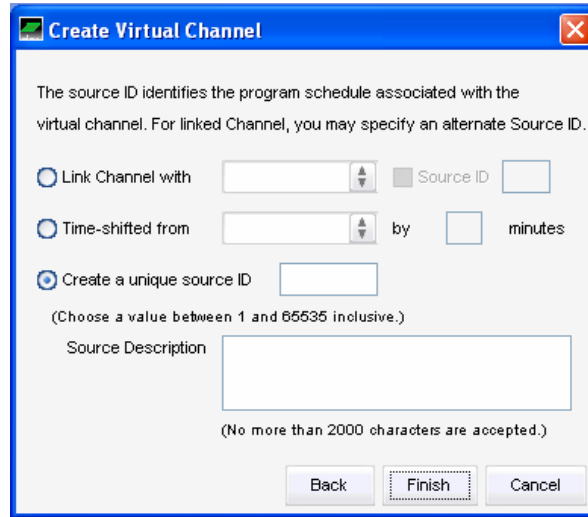 Create Virtual Channel
The source ID identifies the program schedule associated with the
virtual channel. For linked Channel, you may specify an alternate Source ID.
Link Channel with
Source ID
Time-shifted from
by
minutes
Create a unique source ID
(Choose a value between 1 and 65535 inclusive.)
Source Description
(No more than 2000 characters are accepted.)
Back
Finish
Cancel